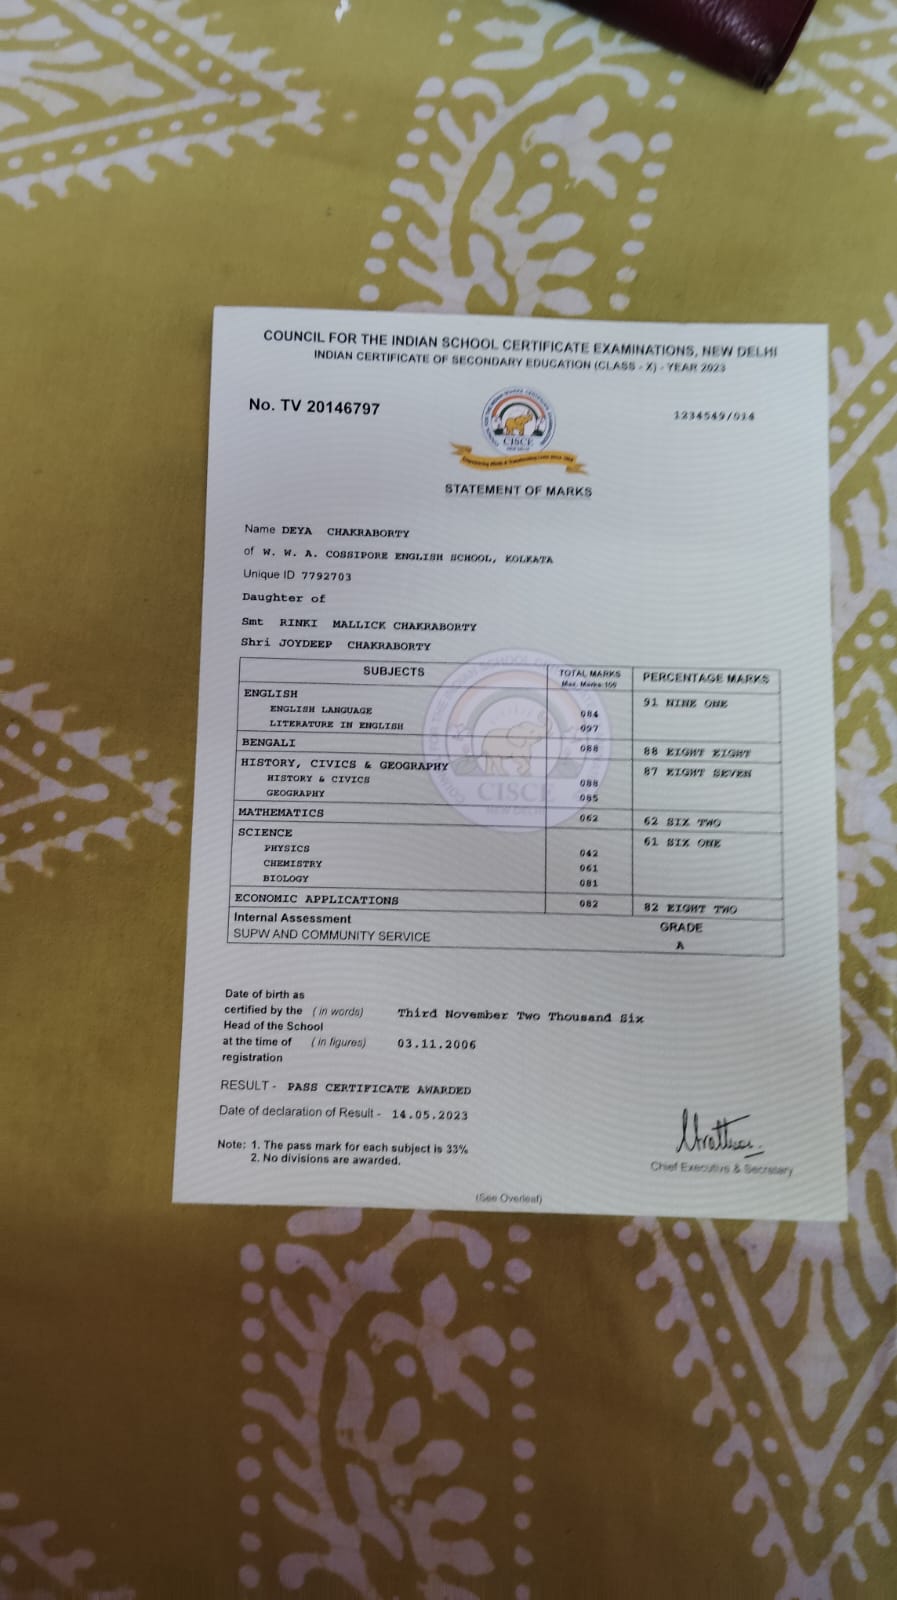 COUNCIL FOR THE INDIAN SCHOOL CERTIFICATE EXAMINATIONS, NEW DELHI
INDIAN CERTIFICATE OF SECONDARY EDUCATION (CLASS - X) - YEAR 2023
No. TV 20146797
1234549/014
CISCE
NEW DELHI
STATEMENT OF MARKS
Name DEYA CHAKRABORTY
of W. W. A. COSSIPORE ENGLISH SCHOOL, KOLKATA
Unique ID 7792703
Daughter of
Smt RINKI MALLICK CHAKRABORTY
Shri JOYDEEP CHAKRABORTY
SUBJECTS TOTAL MARKS Max. Marks-100 PERCENTAGE MARKS
ENGLISH 91 NINE ONE
ENGLISH LANGUAGE 084
LITERATURE IN ENGLISH 097
BENGALI 088 88 EIGHT EIGHT
HISTORY, CIVICS & GEOGRAPHY 87 EIGHT SEVEN
HISTORY & CIVICS 088
GEOGRAPHY 085
MATHEMATICS 062 62 SIX TWO
SCIENCE 61 SIX ONE
PHYSICS 042
CHEMISTRY 061
BIOLOGY 081
ECONOMIC APPLICATIONS 082 82 EIGHT TWO
Internal Assessment GRADE
SUPW AND COMMUNITY SERVICE A
CISCE
NEW DELHI
Date of birth as
certified by the (in words) Third November Two Thousand Six
Head of the School
at the time of (in figures) 03.11.2006
registration
RESULT - PASS CERTIFICATE AWARDED
Date of declaration of Result - 14.05.2023
Note: 1. The pass mark for each subject is 33%
2. No divisions are awarded.
Chief Executive & Secretary
(See Overleaf)